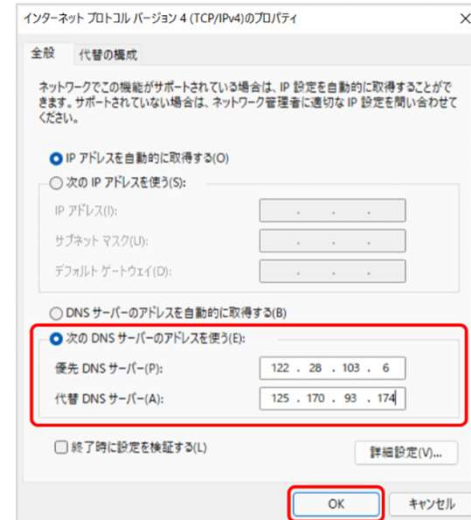 インターネット プロトコル バージョン 4 (TCP/IPv4)のプロパティ
全般 代替の構成
ネットワークでこの機能がサポートされている場合は、IP 設定を自動的に取得することがで
きます。サポートされていない場合は、ネットワーク管理者に適切な IP 設定を問い合わせて
ください。
IP アドレスを自動的に取得する(O)
次の IP アドレスを使う(S):
IP アドレス(I): . . .
サブネット マスク(U): . . .
デフォルト ゲートウェイ(D): . . .
DNS サーバーのアドレスを自動的に取得する(B)
次の DNS サーバーのアドレスを使う(E):
優先 DNS サーバー(P): 122 . 28 . 103 . 6
代替 DNS サーバー(A): 125 . 170 . 93 . 174
終了時に設定を検証する(L) 詳細設定(V)...
OK キャンセル